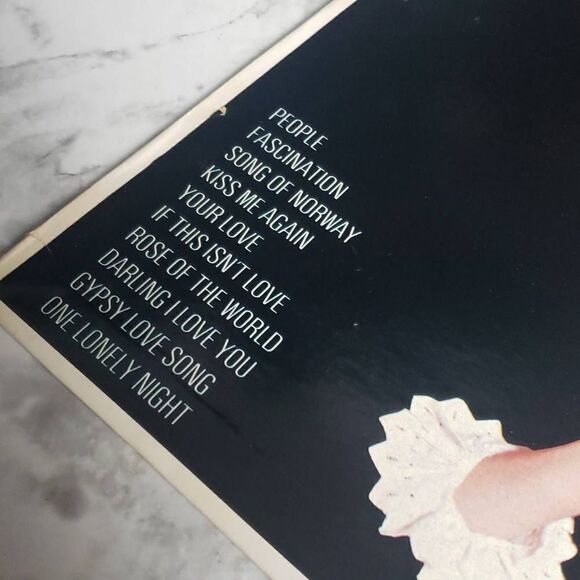 PEOPLE
FASCINATION
SONG OF NORWAY
KISS ME AGAIN
YOUR LOVE
IF THIS ISN'T LOVE
ROSE OF THE WORLD
DARLING I LOVE YOU
GYPSY LOVE SONG
ONE LONELY NIGHT